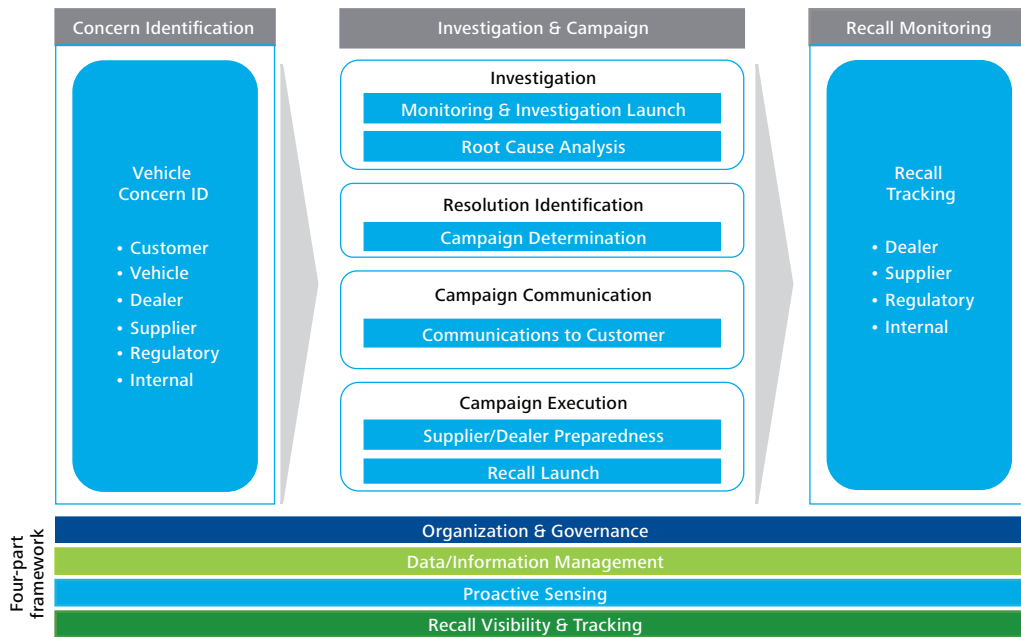 Concern Identification
Investigation & Campaign
Recall Monitoring
Vehicle
Concern ID
• Customer
• Vehicle
• Dealer
• Supplier
• Regulatory
• Internal
Investigation
Monitoring & Investigation Launch
Root Cause Analysis
Resolution Identification
Campaign Determination
Campaign Communication
Communications to Customer
Campaign Execution
Supplier/Dealer Preparedness
Recall Launch
Recall
Tracking
• Dealer
• Supplier
• Regulatory
• Internal
Four-part
framework
Organization & Governance
Data/Information Management
Proactive Sensing
Recall Visibility & Tracking